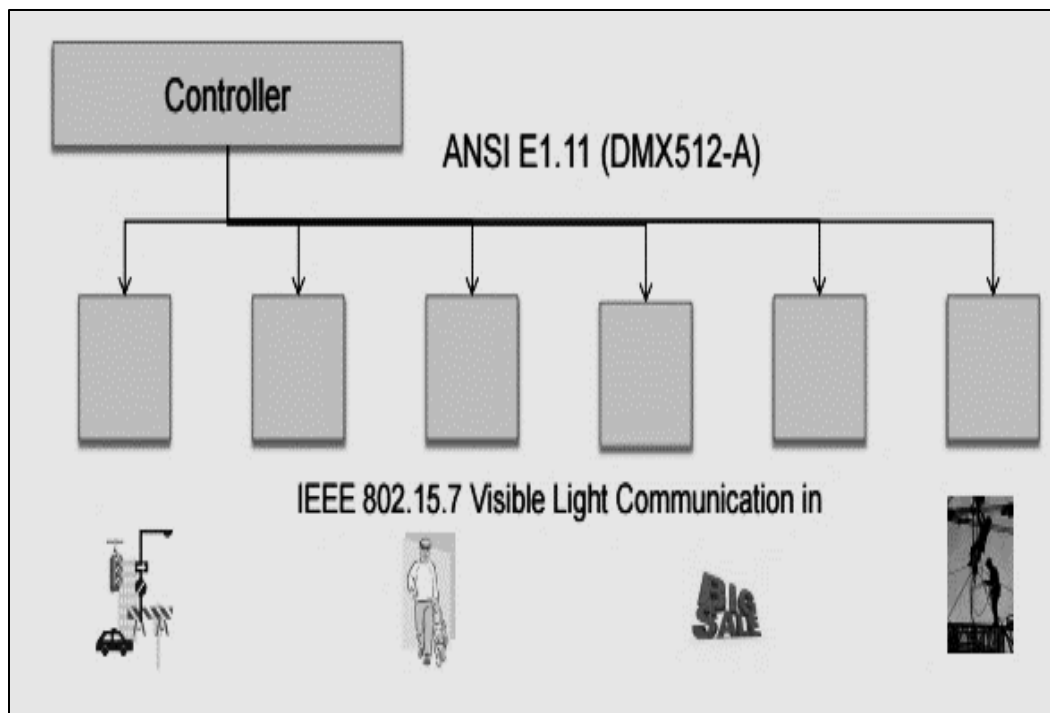 Controller
ANSI E1.11 (DMX512-A)
IEEE 802.15.7 Visible Light Communication in
BIG
SALE